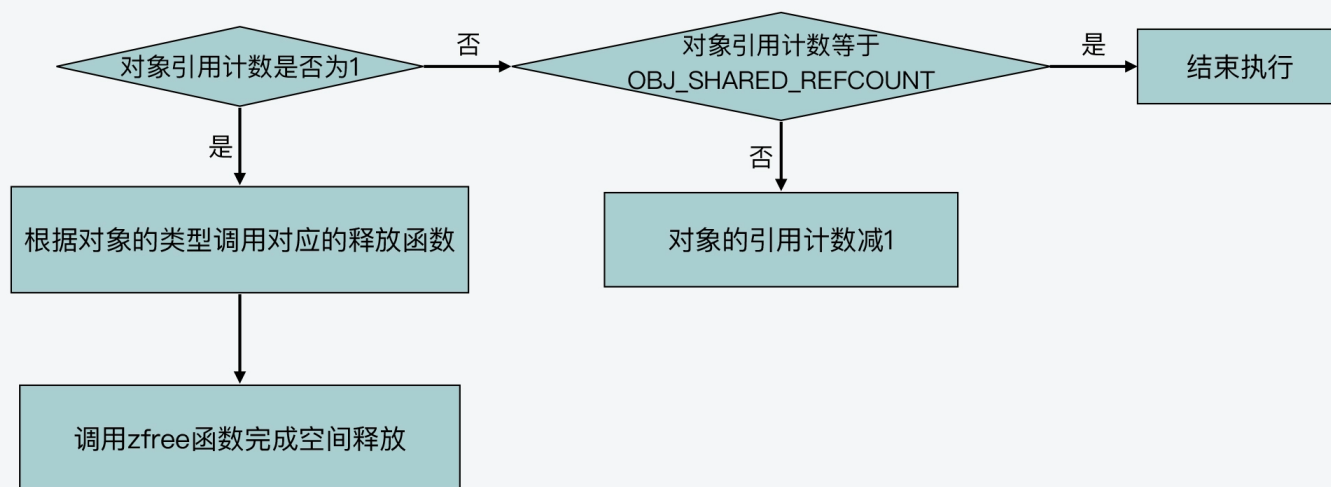 对象引用计数是否为1
否
对象引用计数等于
OBJ_SHARED_REFCOUNT
是
结束执行
是
否
根据对象的类型调用对应的释放函数
对象的引用计数减1
调用zfree函数完成空间释放